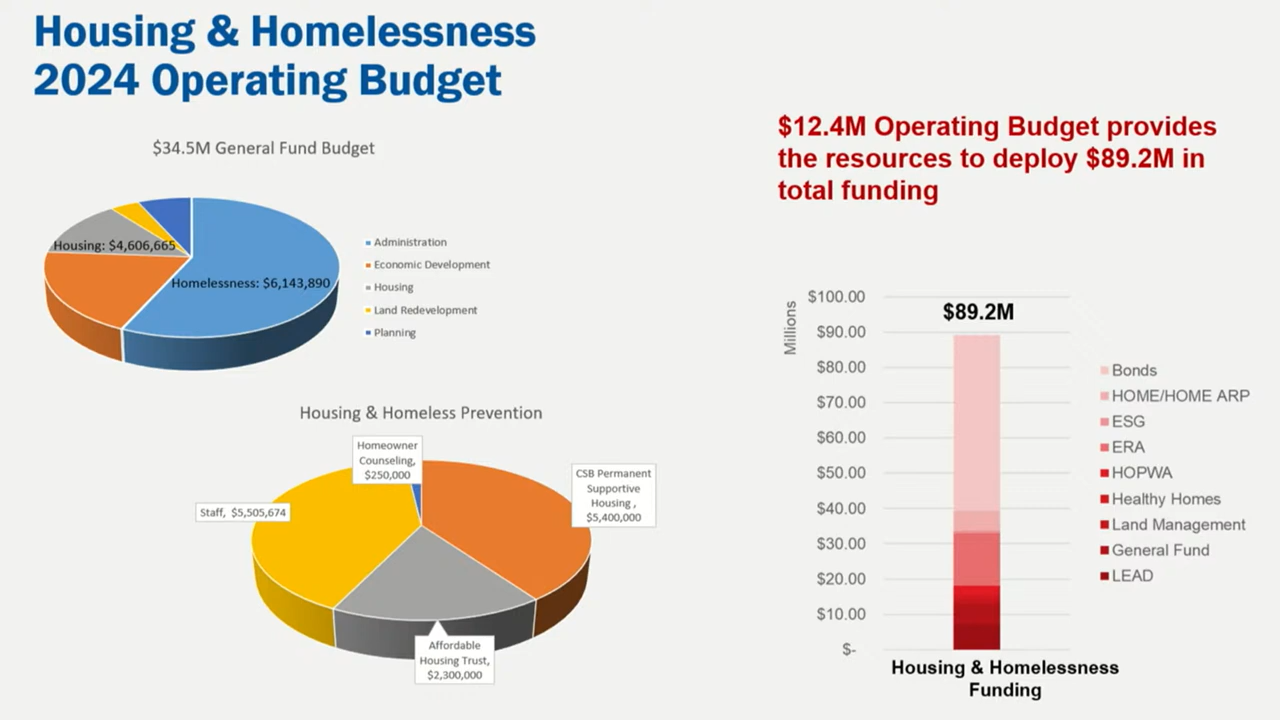 Housing & Homelessness
2024 Operating Budget
$34.5M General Fund Budget
Housing: $4,606,665
Homelessness: $6,143,890
Administration
Economic Development
Housing
Land Redevelopment
Planning
Housing & Homeless Prevention
Homeowner
Counseling,
$250,000
CSB Permanent
Supportive
Housing ,
$5,400,000
Staff, $5,505,674
Affordable
Housing Trust,
$2,300,000
$12.4M Operating Budget provides
the resources to deploy $89.2M in
total funding
Millions
$100.00
$90.00
$80.00
$70.00
$60.00
$50.00
$40.00
$30.00
$20.00
$10.00
$-
$89.2M
Bonds
HOME/HOME ARP
ESG
ERA
HOPWA
Healthy Homes
Land Management
General Fund
LEAD
Housing & Homelessness
Funding